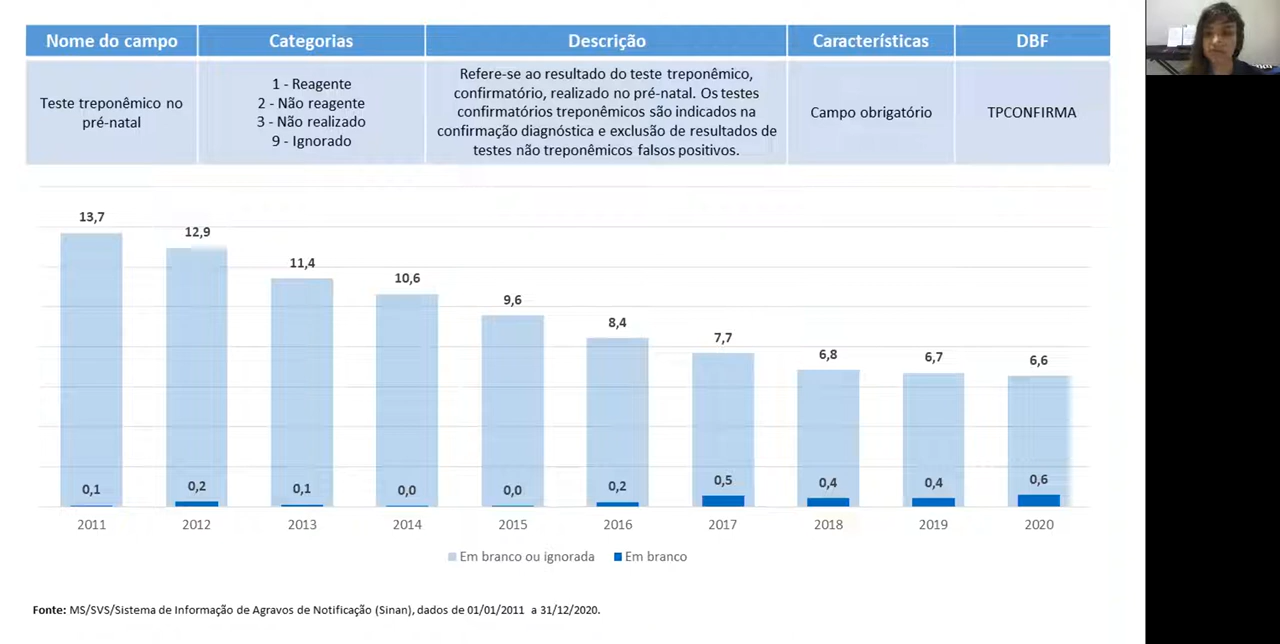 Nome do campo Categorias Descrição Características DBF
Teste treponêmico no
pré-natal
1 - Reagente
2 - Não reagente
3 - Não realizado
9 - Ignorado
Refere-se ao resultado do teste treponêmico,
confirmatório, realizado no pré-natal. Os testes
confirmatórios treponêmicos são indicados na
confirmação diagnóstica e exclusão de resultados de
testes não treponêmicos falsos positivos.
Campo obrigatório
TPCONFIRMA
13,7
12,9
11,4
10,6
9,6
8,4
7,7
6,8
6,7
6,6
0,1 0,2 0,1 0,0 0,0 0,2 0,5 0,4 0,4 0,6
2011 2012 2013 2014 2015 2016 2017 2018 2019 2020
Em branco ou ignorada Em branco
Fonte: MS/SVS/Sistema de Informação de Agravos de Notificação (Sinan), dados de 01/01/2011 a 31/12/2020.